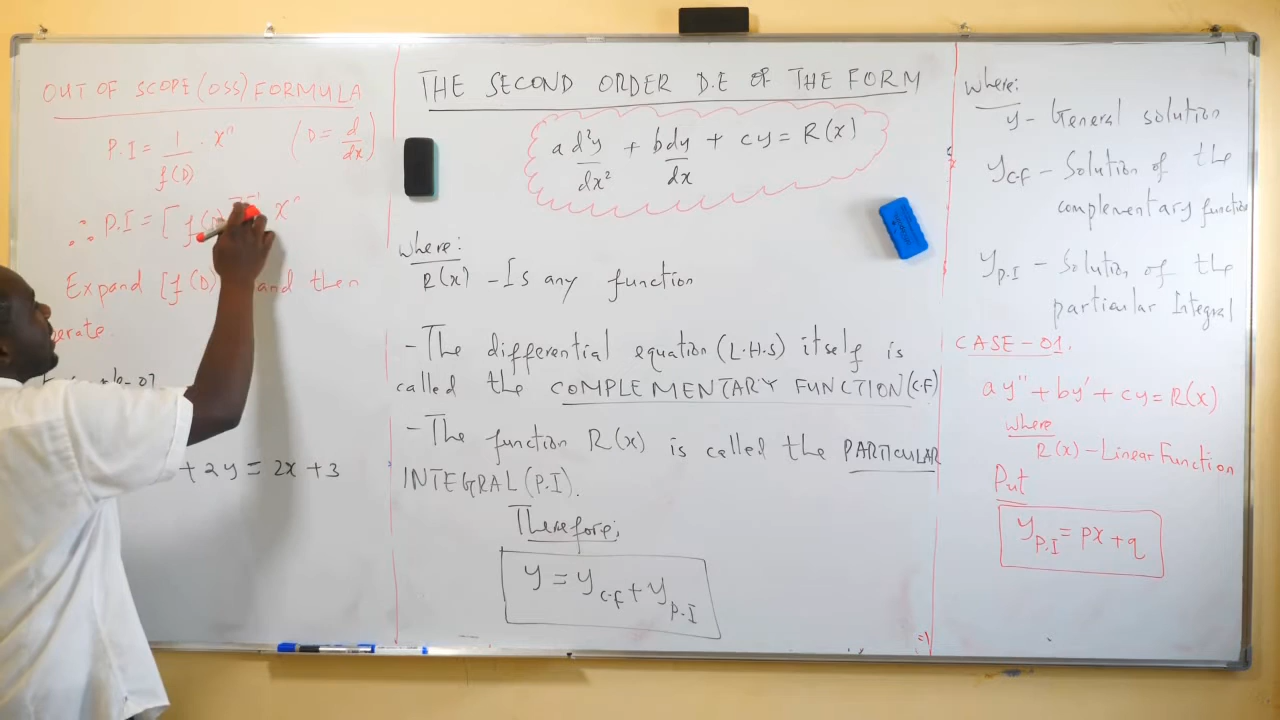 OUT OF SCOPE (OSS) FORMULA
P.I = 1/f(D) · xⁿ (D = d/dx)
∴ P.I = [f(D)]⁻¹ xⁿ
Expand [f(D) and then
+ 2y = 2x + 3
THE SECOND ORDER D.E OF THE FORM
a d²y/dx² + b dy/dx + cy = R(x)
where:
R(x) - Is any function
- The differential equation (L.H.S) itself is
called the COMPLEMENTARY FUNCTION (C.F)
- The function R(x) is called the PARTICULAR
INTEGRAL (P.I).
Therefore;
y = y_C.F + y_P.I
where:
y - General solution
y_C.F - Solution of the
complementary function
y_P.I - Solution of the
particular Integral
CASE-01.
ay'' + by' + cy = R(x)
where
R(x) - Linear Function
Put
y_P.I = px + q